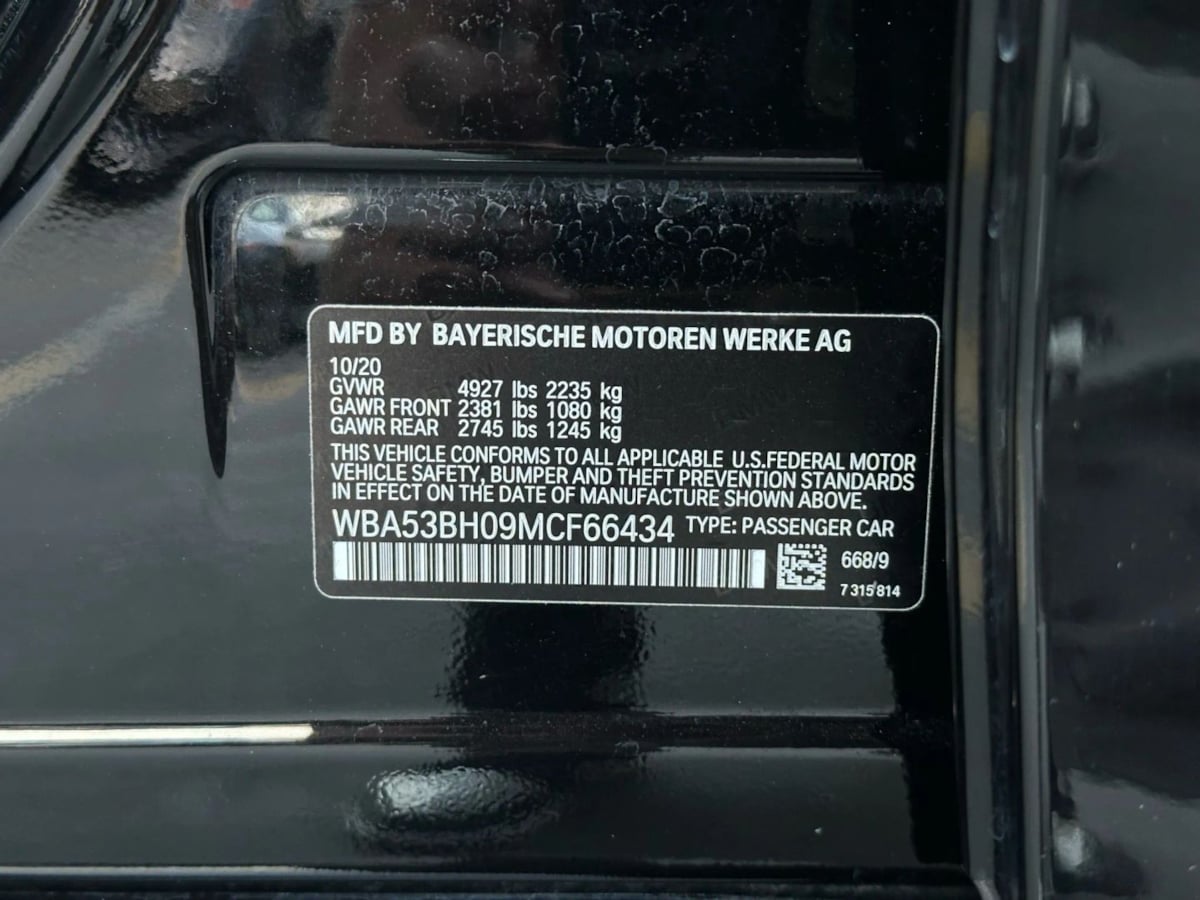 MFD BY BAYERISCHE MOTOREN WERKE AG
10/20
GVWR 4927 lbs 2235 kg
GAWR FRONT 2381 lbs 1080 kg
GAWR REAR 2745 lbs 1245 kg
THIS VEHICLE CONFORMS TO ALL APPLICABLE U.S.FEDERAL MOTOR
VEHICLE SAFETY, BUMPER AND THEFT PREVENTION STANDARDS
IN EFFECT ON THE DATE OF MANUFACTURE SHOWN ABOVE.
WBA53BH09MCF66434 TYPE: PASSENGER CAR
668/9
7 315 814